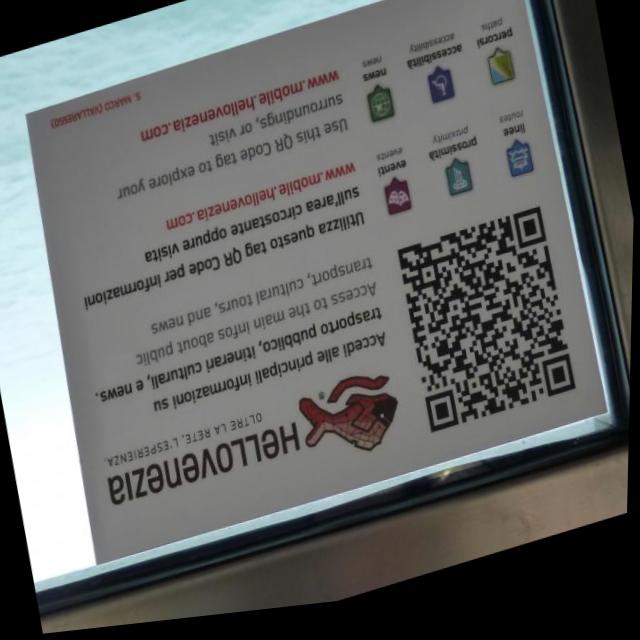 HELLOVENEZIA
OLTRE LA RETE, L'ESPERIENZA.
Accedi alle principali informazioni su
trasporto pubblico, itinerari culturali, e news.
Access to the main infos about public
transport, cultural tours, and news
Utilizza questo tag QR Code per informazioni
sull'area circostante oppure visita
www.mobile.hellovenezia.com
Use this QR Code tag to explore your
surroundings, or visit
www.mobile.hellovenezia.com
linee
routes
prossimità
proximity
eventi
events
percorsi
paths
accessibilità
accessibility
news
news
S. MARCO (VALLARESSO)